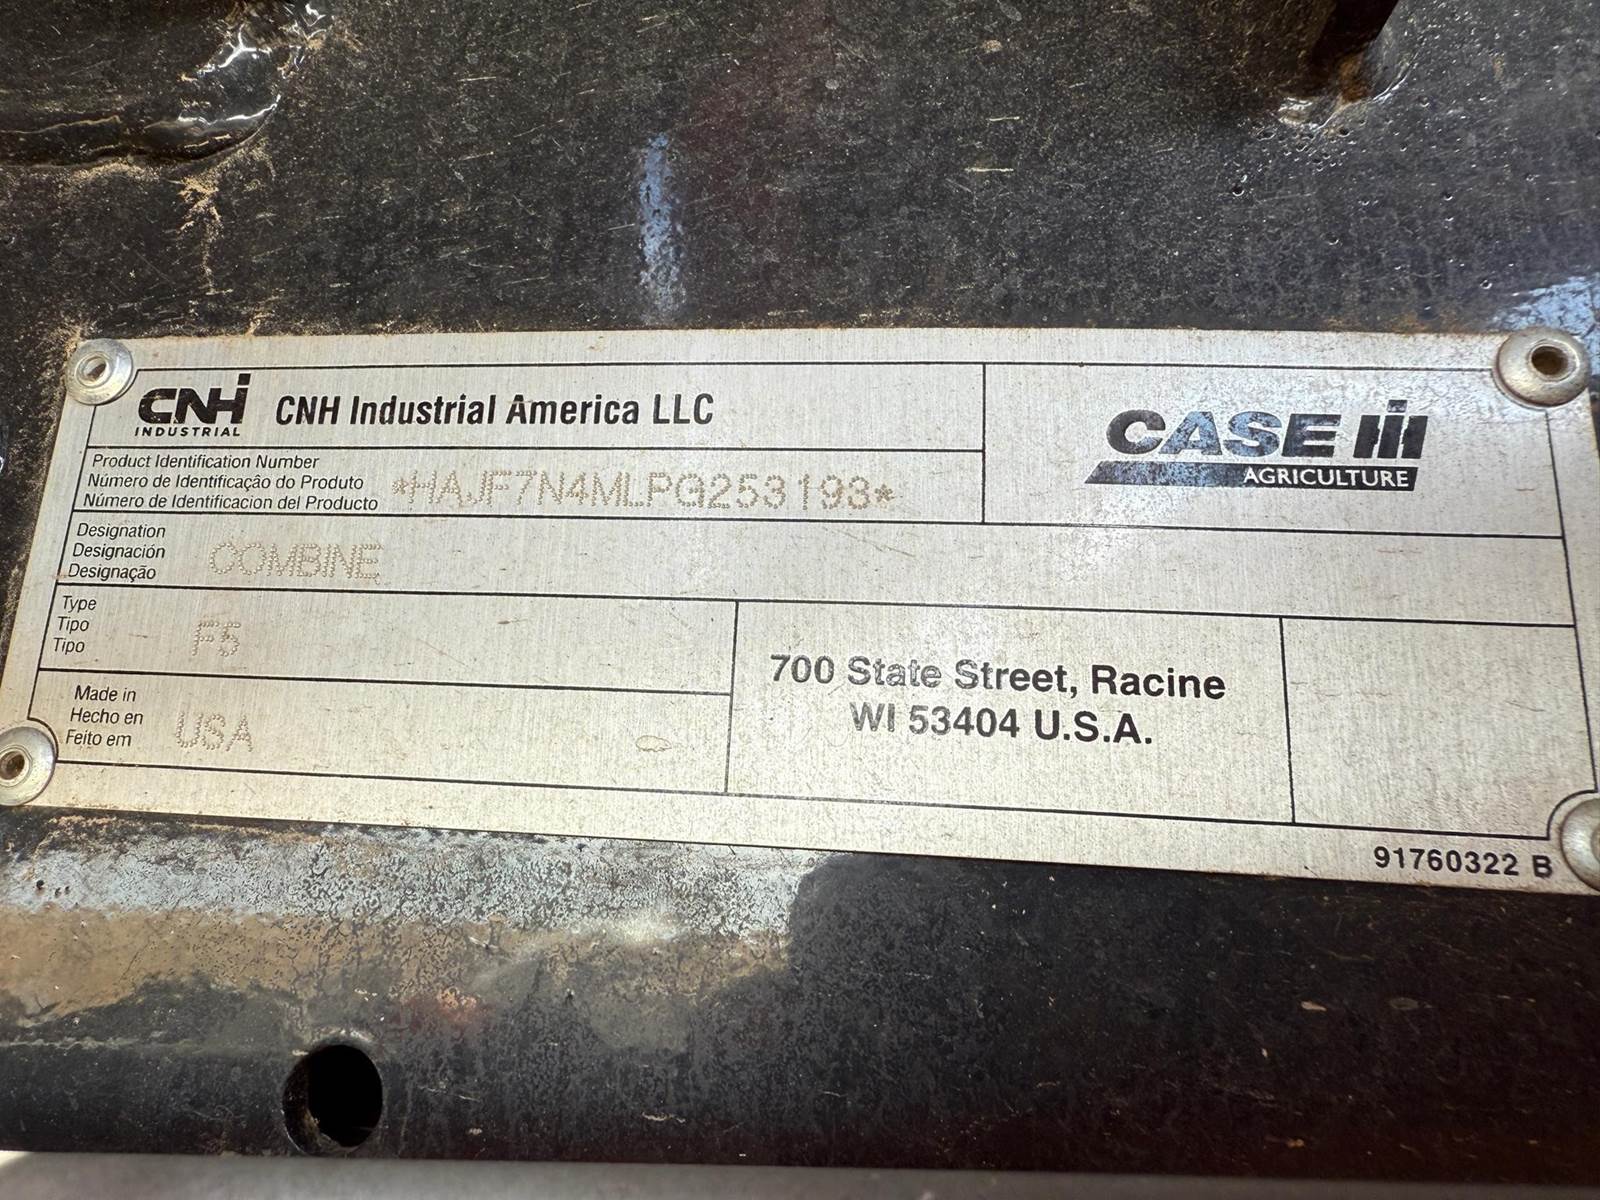 CNH
INDUSTRIAL
CNH Industrial America LLC
CASE IH
AGRICULTURE
Product Identification Number
Número de Identificação do Produto
Número de Identificacion del Producto
*HAJF7N4MLPG253193*
Designation
Designación
Designação
COMBINE
Type
Tipo
Tipo
F5
Made in
Hecho en
Feito em
USA
700 State Street, Racine
WI 53404 U.S.A.
91760322 B